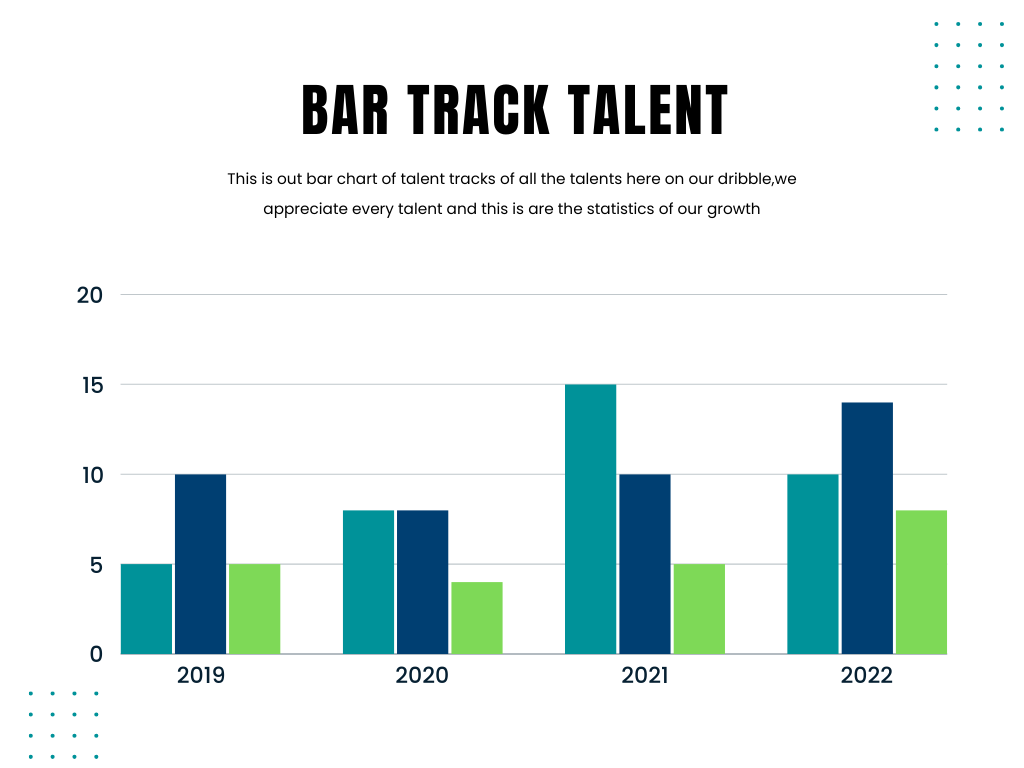 BAR TRACK TALENT
This is out bar chart of talent tracks of all the talents here on our dribble,we
appreciate every talent and this is are the statistics of our growth
20
15
10
5
0
2019 2020 2021 2022